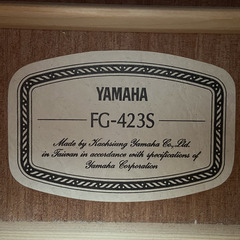 YAMAHA
FG-423S
Made by Kaohsiung Yamaha Co., Ltd.
in Taiwan in accordance with specifications of
Yamaha Corporation